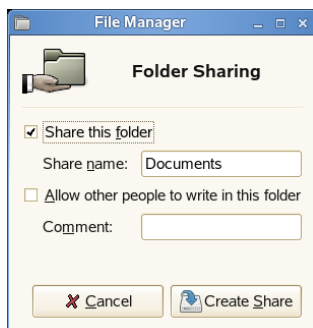 File Manager
Folder Sharing
Share this folder
Share name: Documents
Allow other people to write in this folder
Comment:
Cancel Create Share